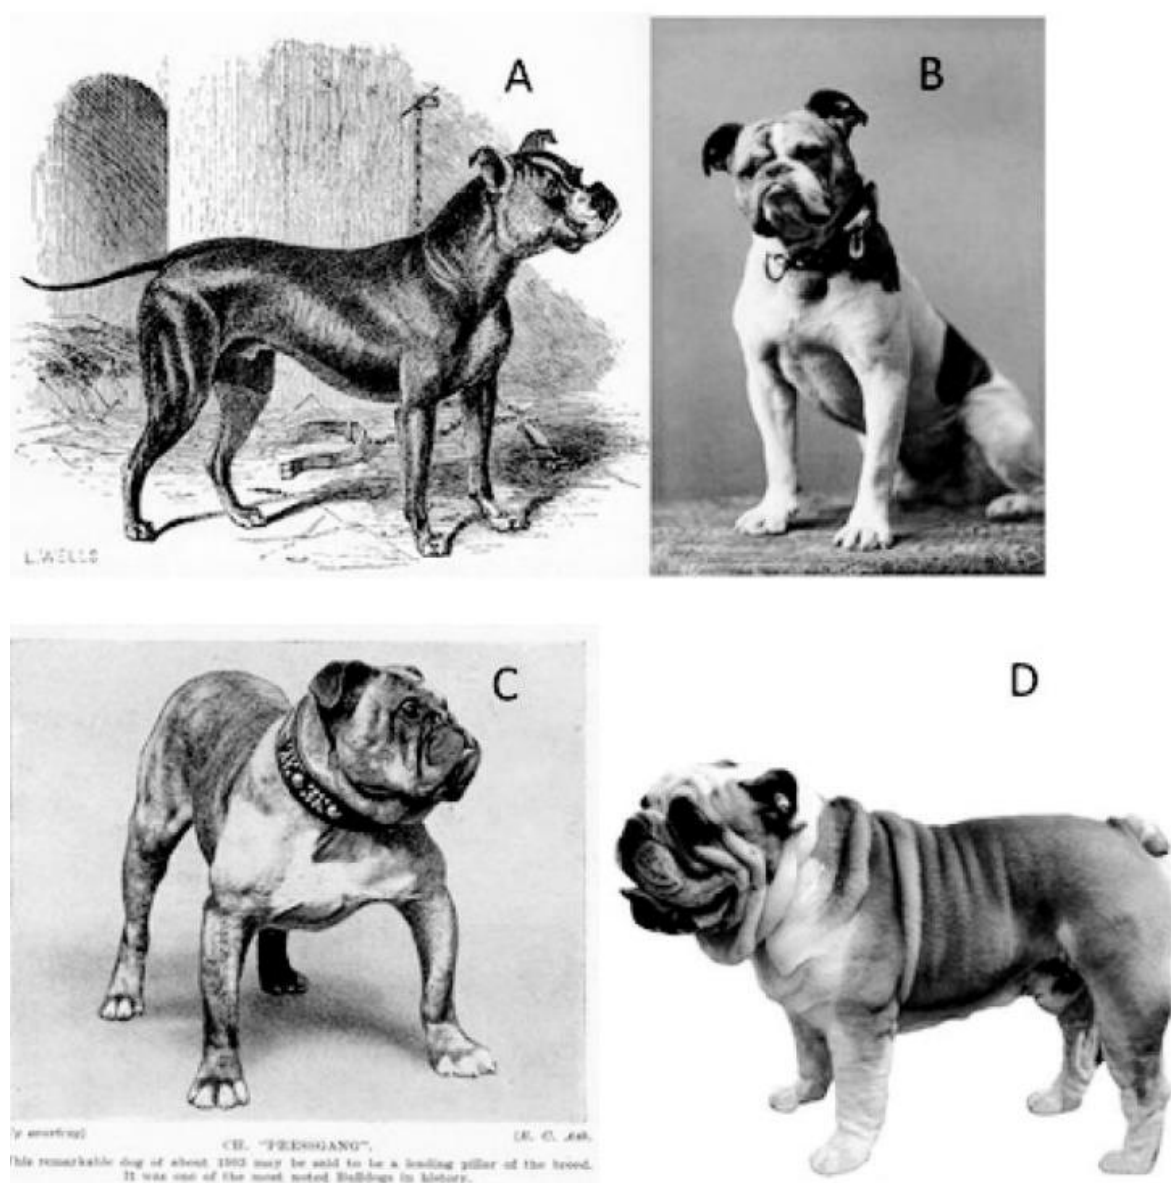 A
B
L. WELLS
C
D
CH. "PRESSGANG".
This remarkable dog of about 1903 may be said to be a leading pillar of the breed.
It was one of the most noted Bulldogs in history.